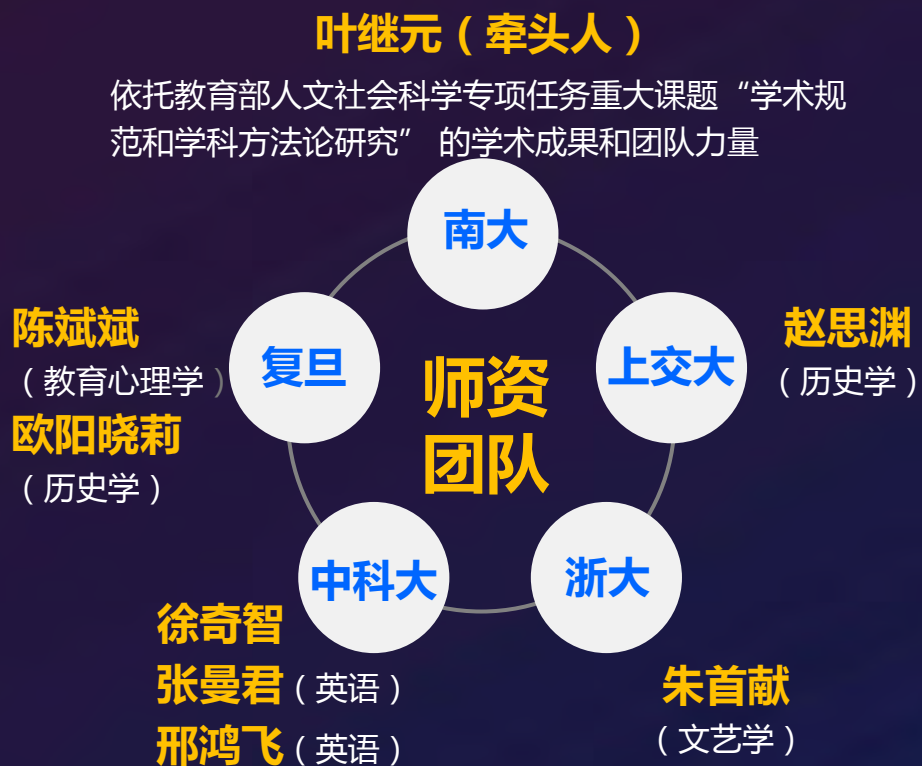 叶继元（牵头人）
依托教育部人文社会科学专项任务重大课题“学术规
范和学科方法论研究” 的学术成果和团队力量
南大
陈斌斌
（教育心理学）
欧阳晓莉
（历史学）
复旦
师资
团队
上交大
赵思渊
（历史学）
中科大
徐奇智
张曼君（英语）
邢鸿飞（英语）
浙大
朱首献
（文艺学）